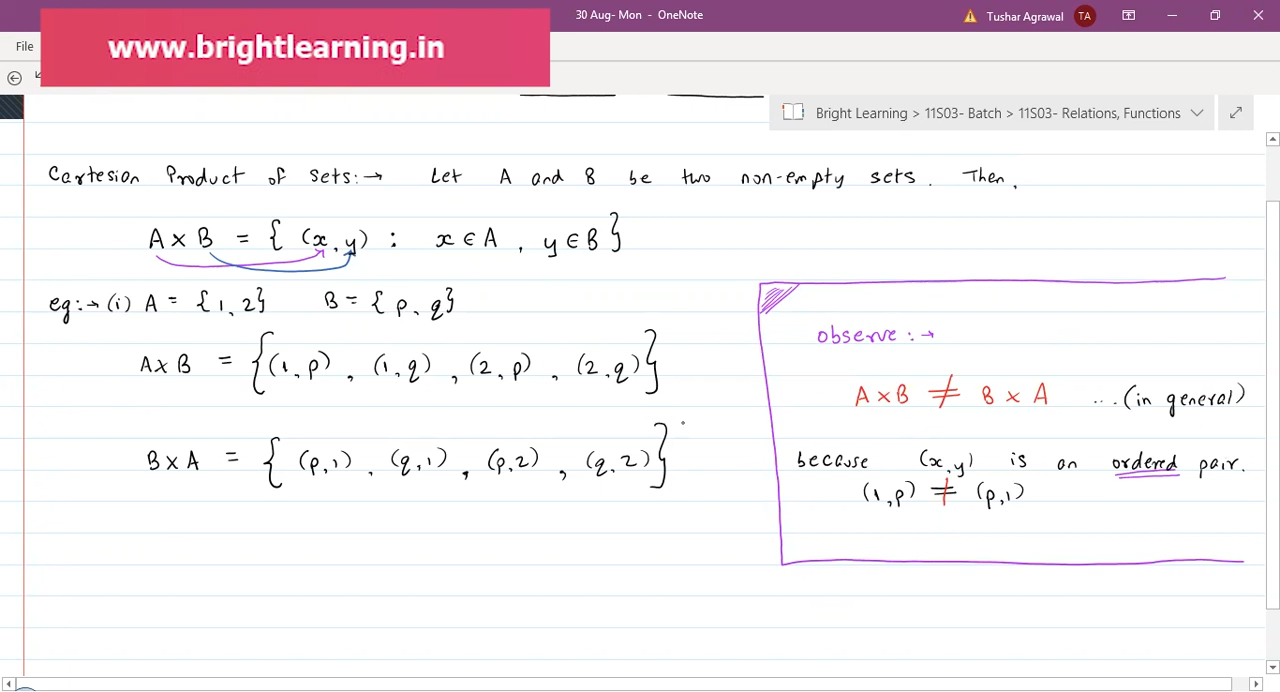 30 Aug- Mon - OneNote
Tushar Agrawal TA
File
www.brightlearning.in
Bright Learning > 11S03- Batch > 11S03- Relations, Functions
Cartesian Product of sets:→ Let A and B be two non-empty sets. Then,
A × B = { (x, y) : x ∈ A , y ∈ B }
eg:→ (i) A = {1, 2} B = {p, q}
A×B = {(1, p) , (1, q) , (2, p) , (2, q)}
B×A = { (p, 1) , (q, 1) , (p, 2) , (q, 2)}
observe :→
A×B ≠ B × A ...(in general)
because (x, y) is an ordered pair.
(1, p) ≠ (p, 1)